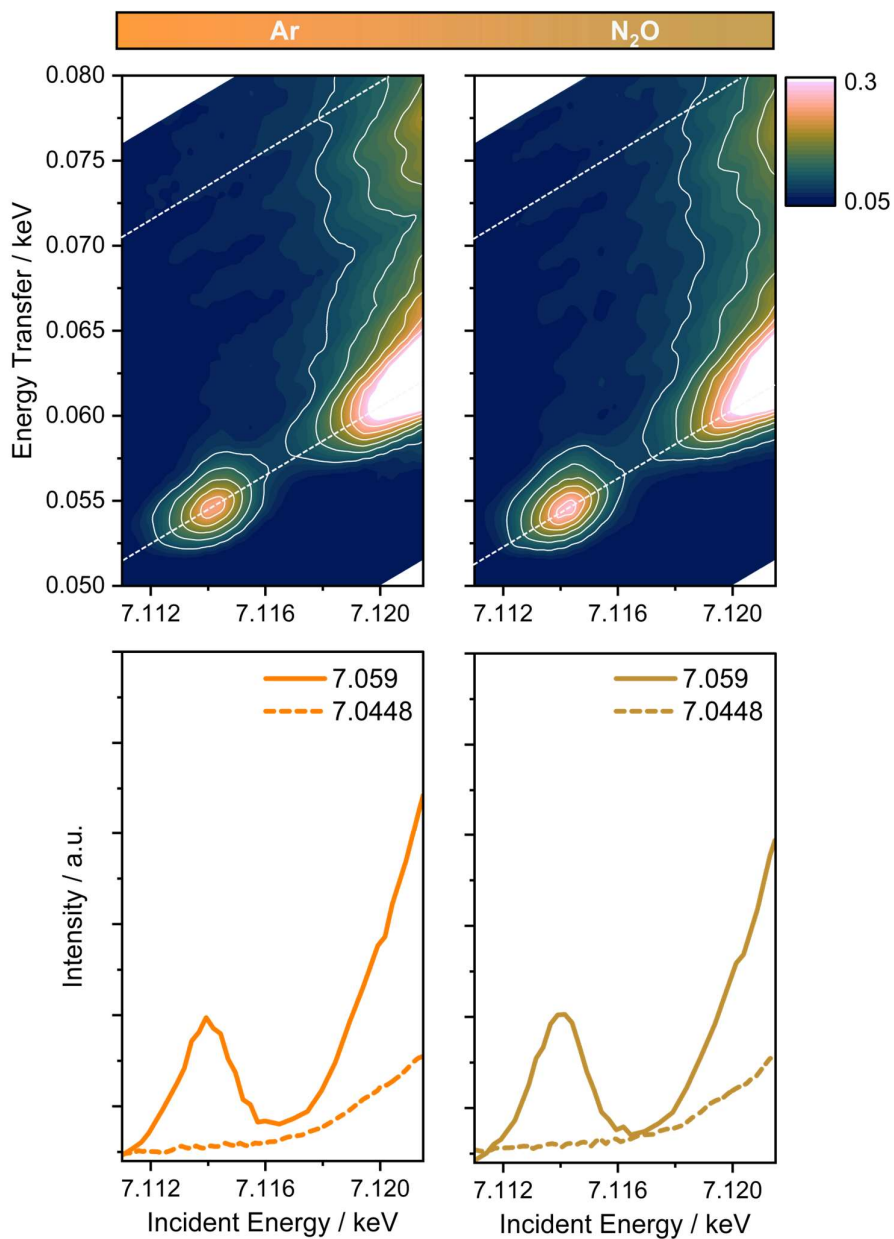 Ar N₂O
0.080
0.075
0.070
0.065
0.060
0.055
0.050
Energy Transfer / keV
0.3
0.05
7.112 7.116 7.120 7.112 7.116 7.120
7.059
7.0448
7.059
7.0448
Intensity / a.u.
7.112 7.116 7.120 7.112 7.116 7.120
Incident Energy / keV Incident Energy / keV